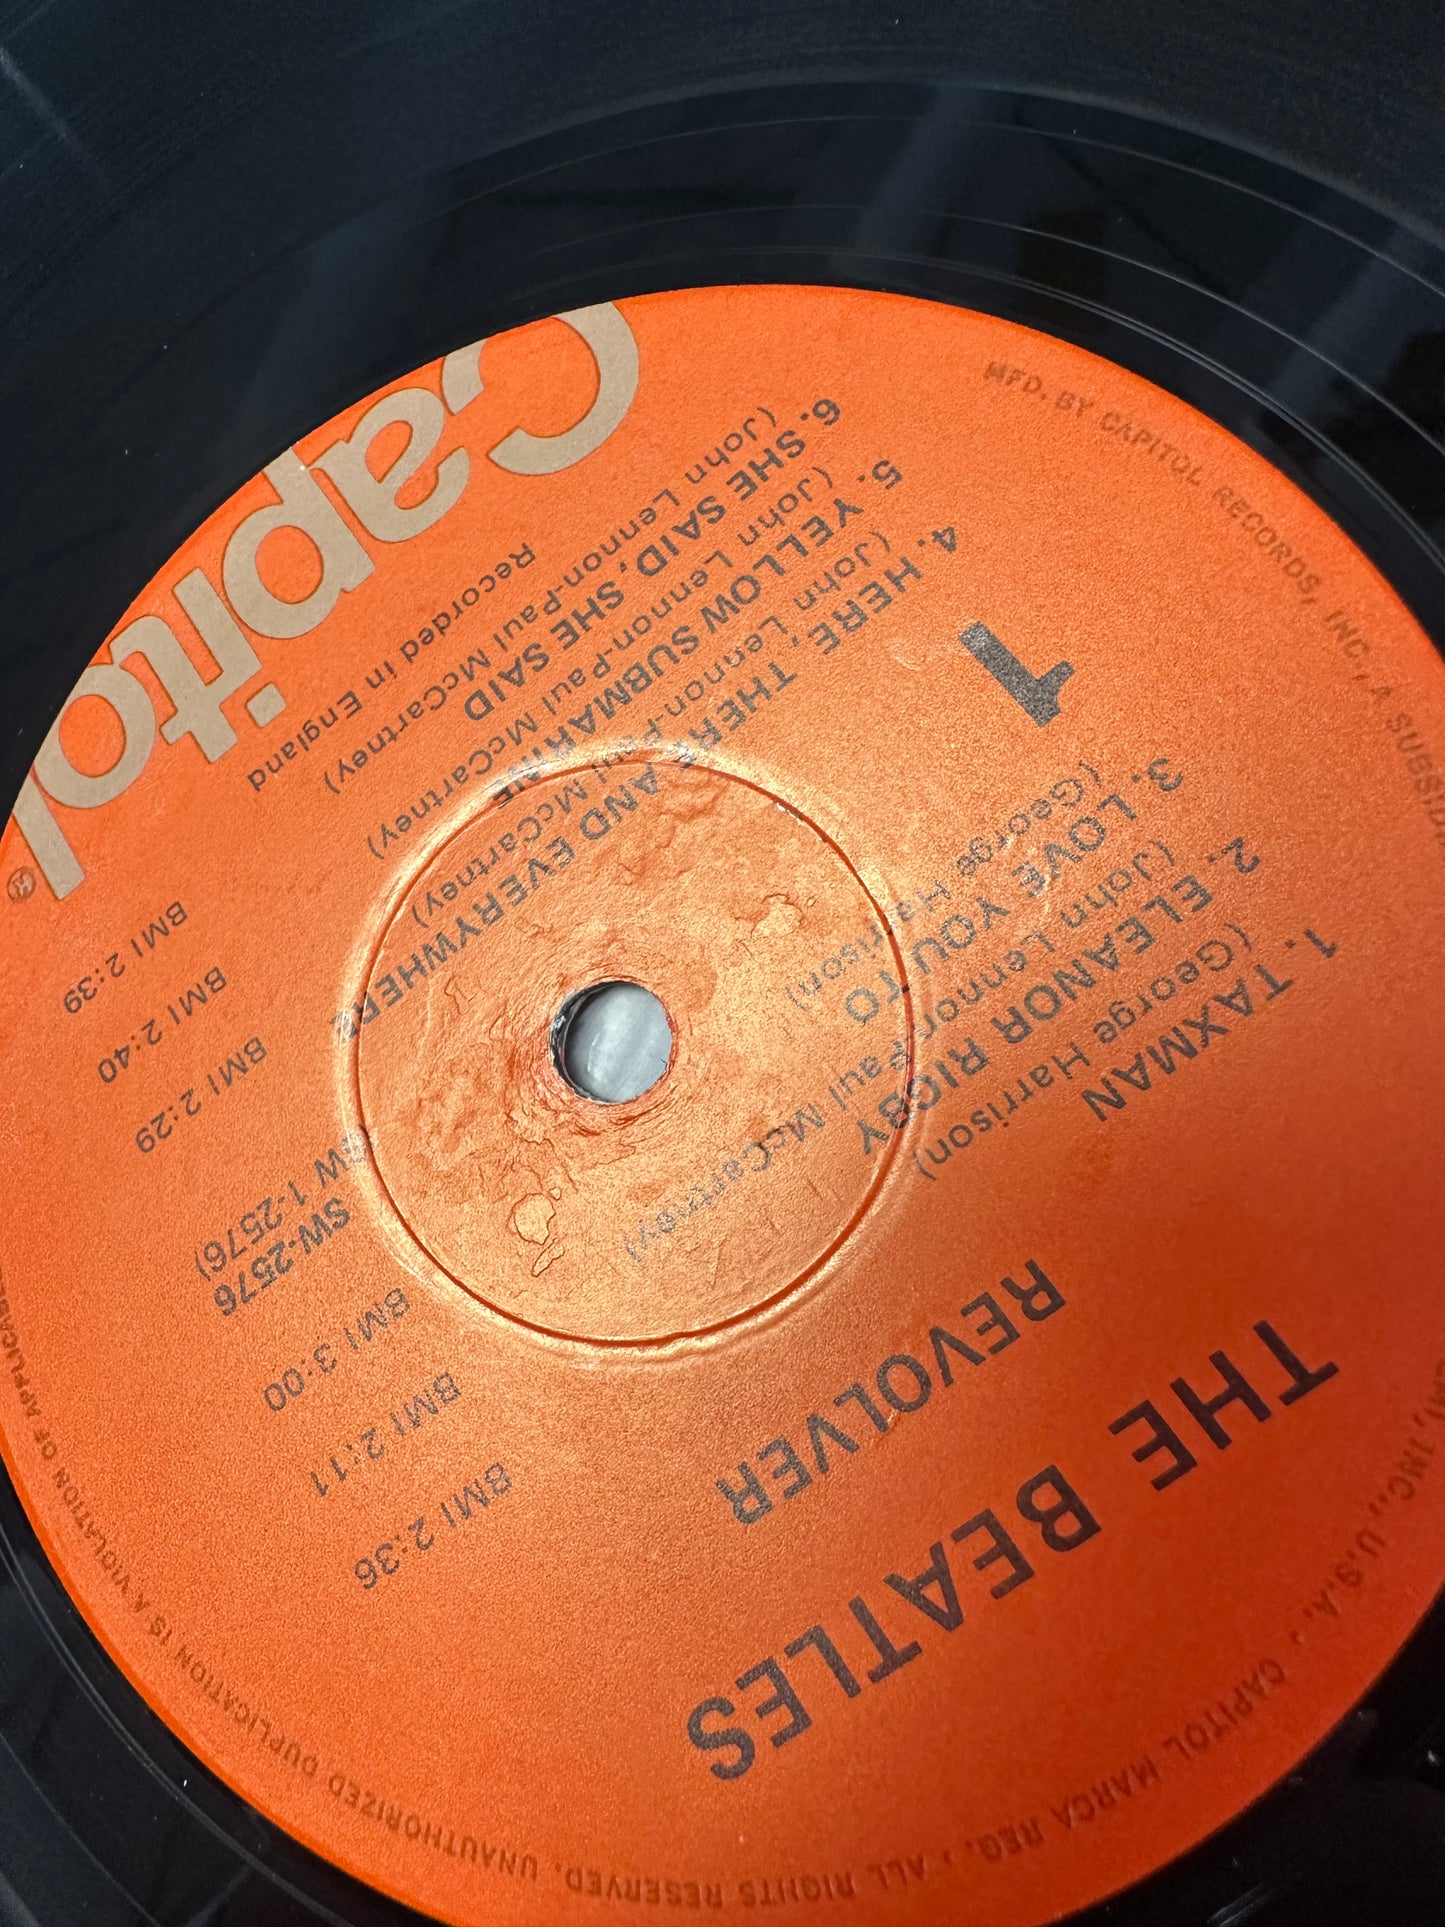 THE BEATLES
REVOLVER
1. TAXMAN
(George Harrison) BMI 2:36
2. ELEANOR RIGBY
(John Lennon-Paul McCartney) BMI 2:11
3. LOVE YOU TO
(George Harrison) BMI 3:00
1
SW-2576
BW 1-2576)
4. HERE, THERE AND EVERYWHERE
(John Lennon-Paul McCartney) BMI 2:29
5. YELLOW SUBMARINE
(John Lennon-Paul McCartney) BMI 2:40
6. SHE SAID, SHE SAID
(John Lennon-Paul McCartney) BMI 2:39
Recorded in England
Capitol®
MFD. BY CAPITOL RECORDS, INC., A
INC., U.S.A., CAPITOL MARCA REG., ALL RIGHTS RESERVED. UNAUTHORIZED DUPLICATION IS A VIOLATION OF